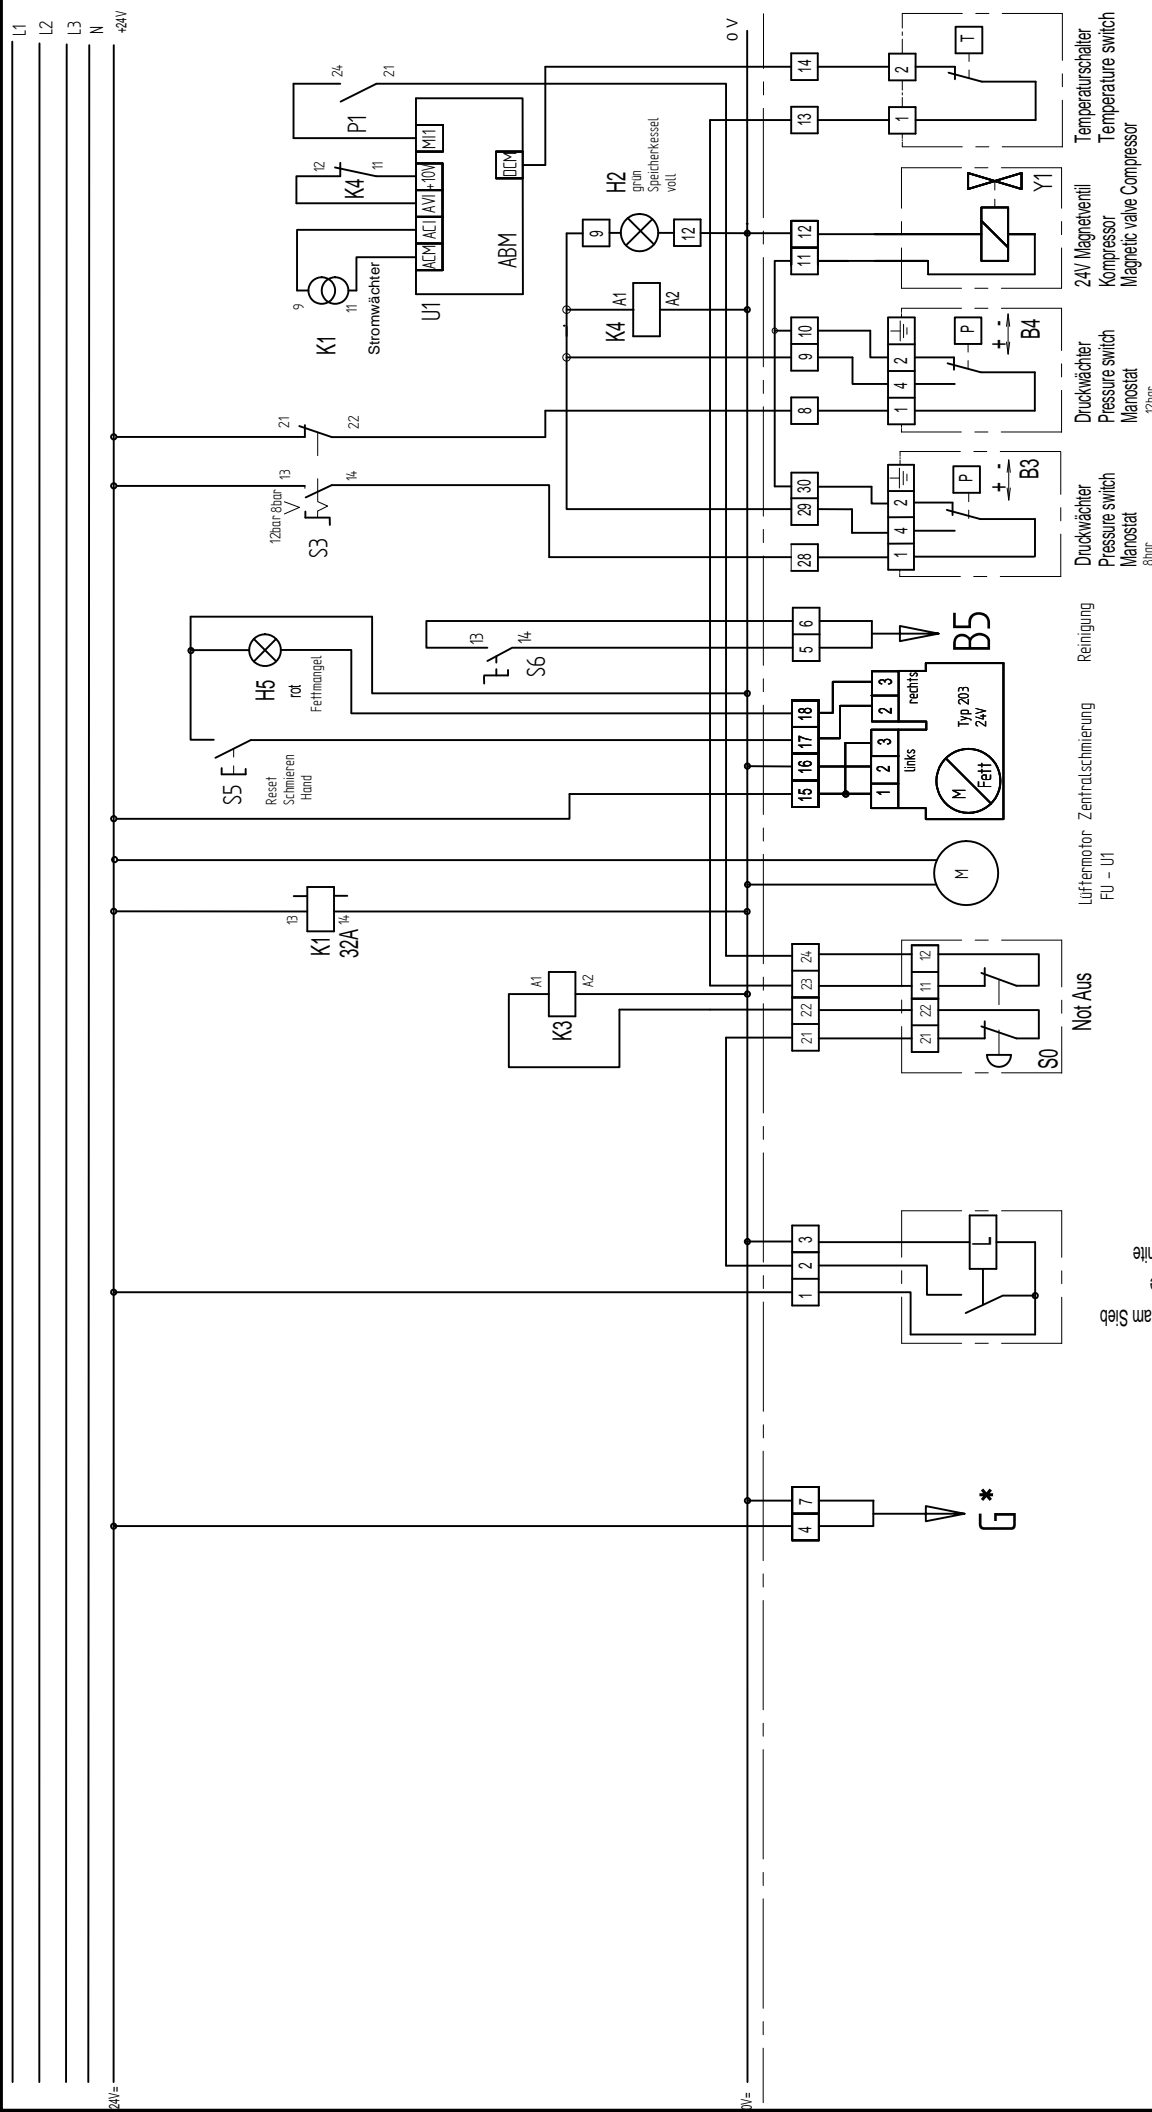 L1
L2
L3
N
24V=
+24V
Reset
Schmieren
Hand
S5
H5
rot
Fettmangel
13
14
K1
32A
12bar 8bar
13
14
S3
21
22
9
11
K1
Stromwächter
12
11
K4
24
21
P1
ACM
ACI
AVI
+10V
MI1
DCM
U1
ABM
13
14
S6
A1
A2
K3
A1
A2
K4
9
12
H2
grün
Speicherkessel
voll
0V=
0 V
4
7
1
2
3
21
22
23
24
15
16
17
18
5
6
28
29
30
8
9
10
11
12
13
14
G*
L
21
22
11
12
S0
M
1
2
3
links
2
3
rechts
M
Fett
Typ 203
24V
B5
1
4
2
P
+ -
B3
1
4
2
P
+ -
B4
Y1
1
2
T
am Sieb
Not Aus
Lüftermotor
FU - U1
Zentralschmierung
Reinigung
Druckwächter
Pressure switch
Manostat
8bar
Druckwächter
Pressure switch
Manostat
12bar
24V Magnetventil
Kompressor
Magnetic valve Compressor
Temperaturschalter
Temperature switch